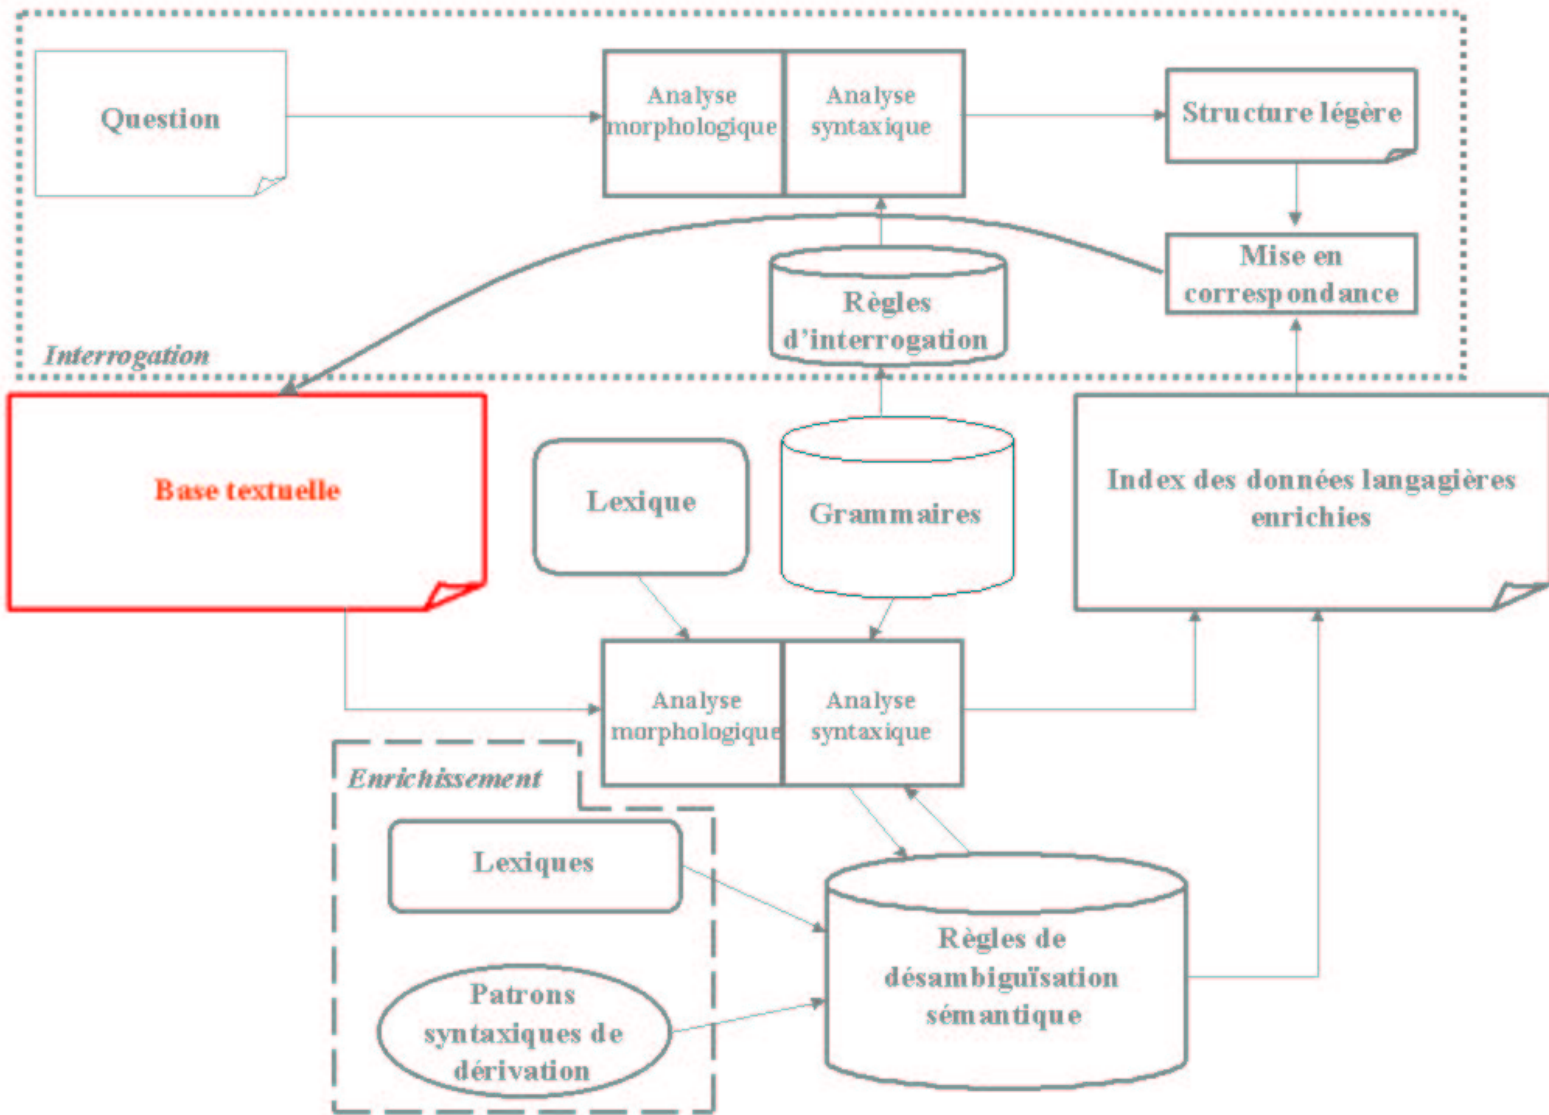 Question
Analyse
morphologique
Analyse
syntaxique
Structure légère
Mise en
correspondance
Règles
d'interrogation
Interrogation
Base textuelle
Lexique
Grammaires
Index des données langagières
enrichies
Analyse
morphologique
Analyse
syntaxique
Enrichissement
Lexiques
Règles de
désambiguïsation
sémantique
Patrons
syntaxiques de
dérivation